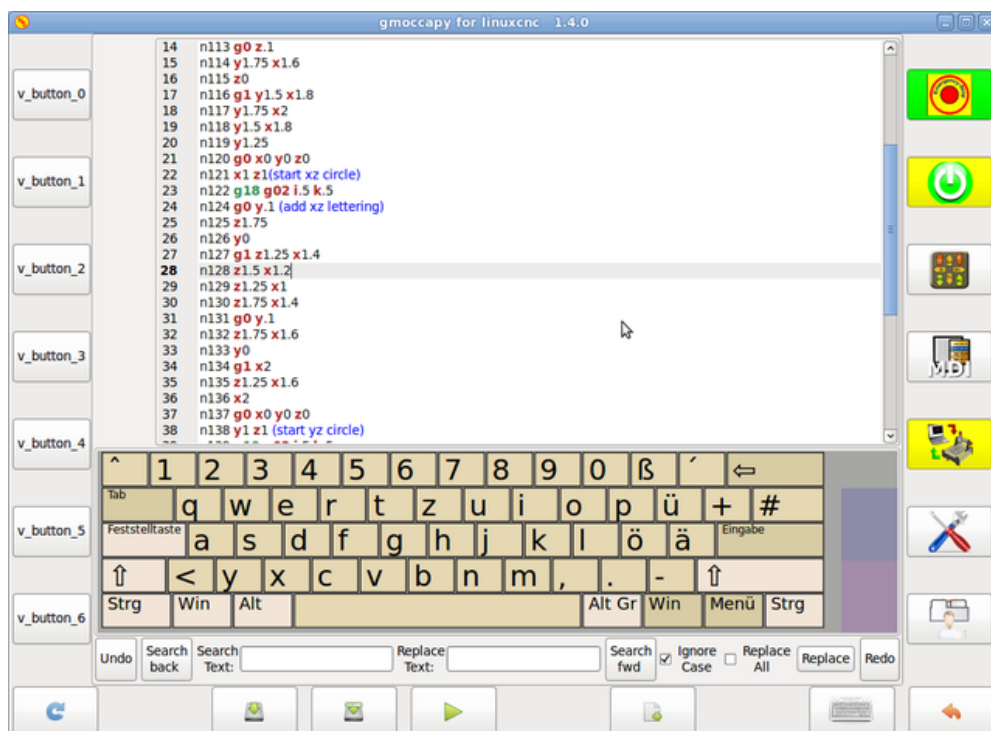 gmoccapy for linuxcnc 1.4.0
14 n113 g0 z.1
15 n114 y1.75 x1.6
16 n115 z0
17 n116 g1 y1.5 x1.8
18 n117 y1.75 x2
19 n118 y1.5 x1.8
20 n119 y1.25
21 n120 g0 x0 y0 z0
22 n121 x1 z1(start xz circle)
23 n122 g18 g02 i.5 k.5
24 n124 g0 y.1 (add xz lettering)
25 n125 z1.75
26 n126 y0
27 n127 g1 z1.25 x1.4
28 n128 z1.5 x1.2
29 n129 z1.25 x1
30 n130 z1.75 x1.4
31 n131 g0 y.1
32 n132 z1.75 x1.6
33 n133 y0
34 n134 g1 x2
35 n135 z1.25 x1.6
36 n136 x2
37 n137 g0 x0 y0 z0
38 n138 y1 z1 (start yz circle)
v_button_0
v_button_1
v_button_2
v_button_3
v_button_4
v_button_5
v_button_6
MDI
^ 1 2 3 4 5 6 7 8 9 0 ß ´ ⇦
Tab q w e r t z u i o p ü + #
Feststelltaste a s d f g h j k l ö ä Eingabe
⇧ < y x c v b n m , . - ⇧
Strg Win Alt Alt Gr Win Menü Strg
Undo
Search back
Search Text:
Replace Text:
Search fwd
Ignore Case
Replace All
Replace
Redo